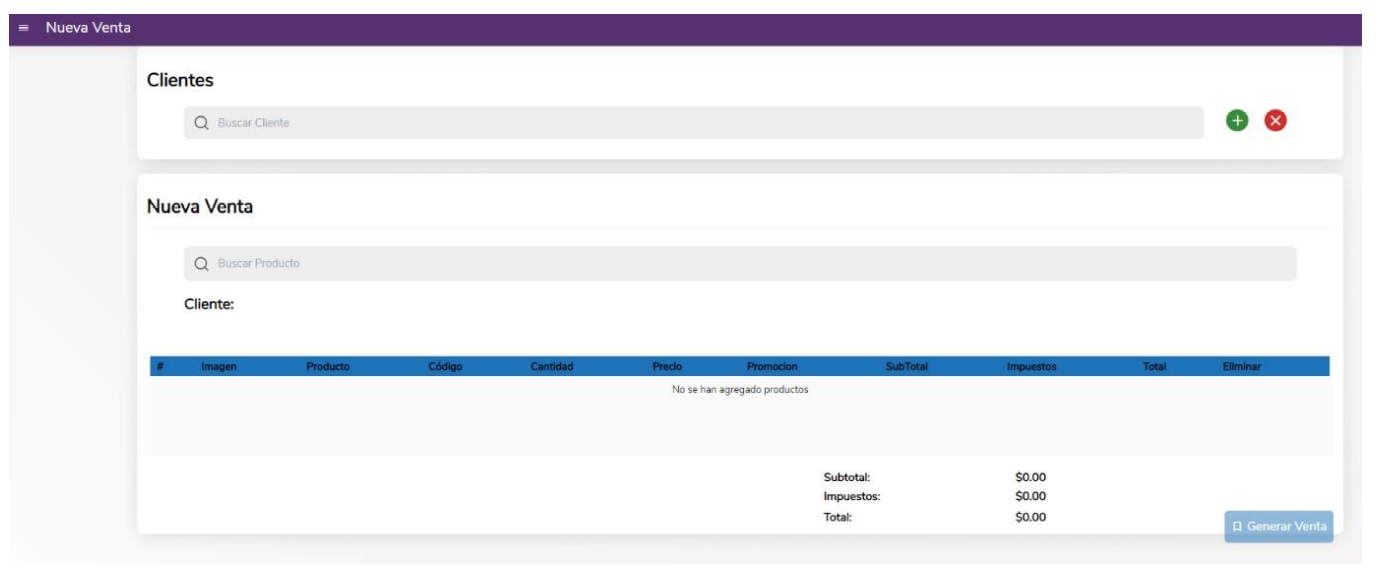 Nueva Venta
Clientes
Buscar Cliente
Nueva Venta
Buscar Producto
Cliente:
# Imagen Producto Código Cantidad Precio Promocion SubTotal Impuestos Total Eliminar
No se han agregado productos
Subtotal: $0.00
Impuestos: $0.00
Total: $0.00
Generar Venta